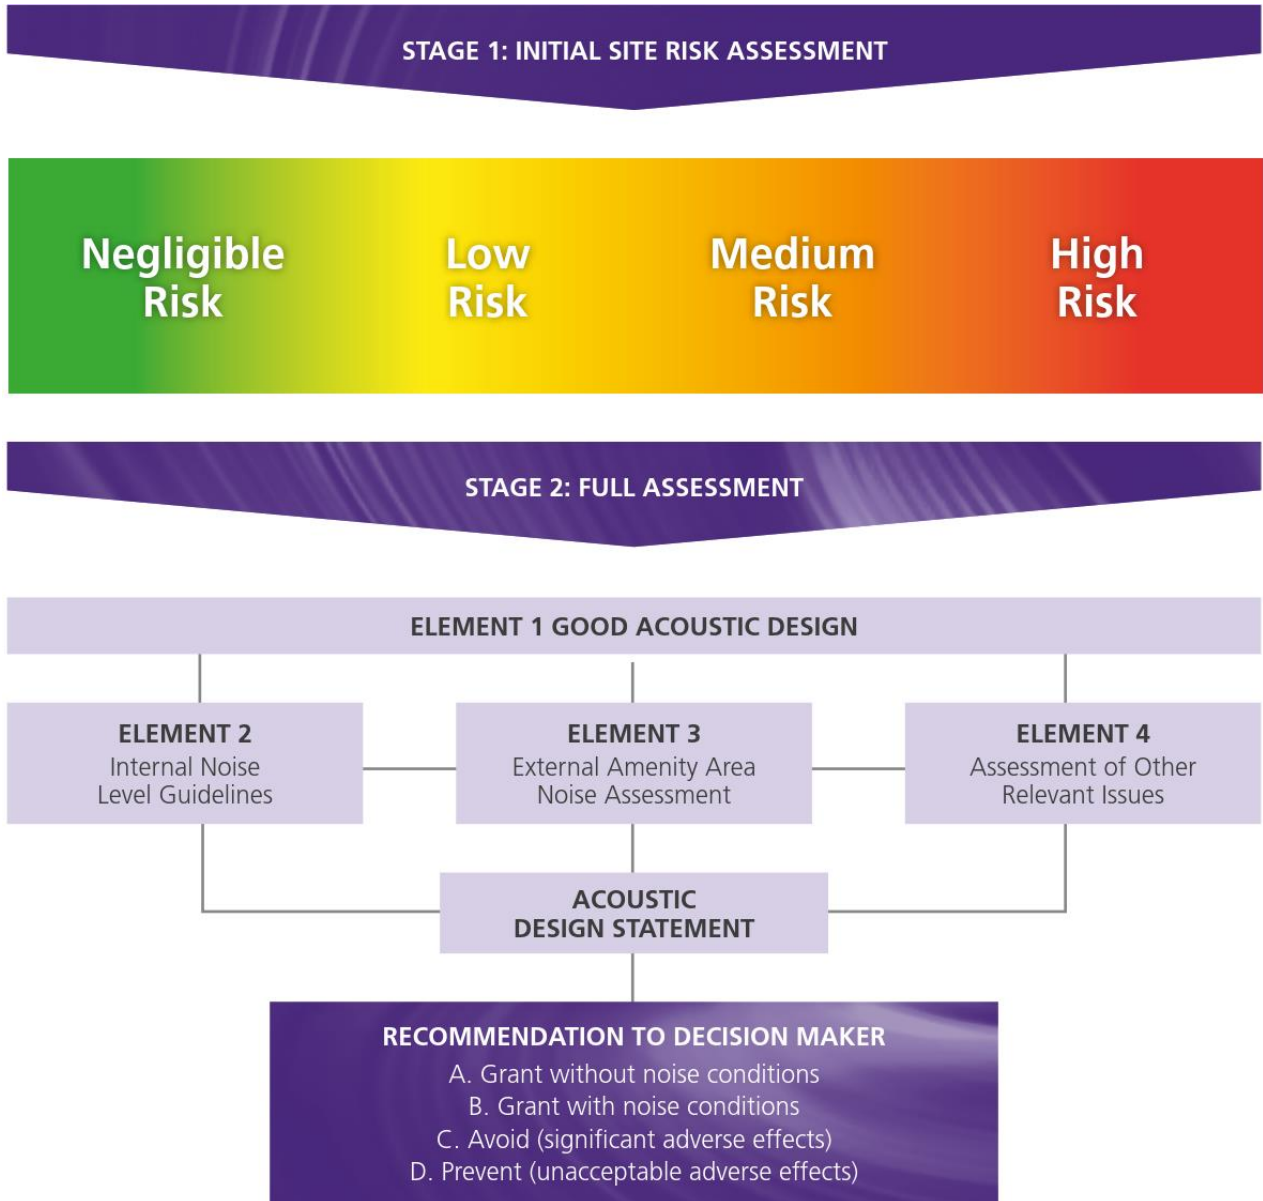 STAGE 1: INITIAL SITE RISK ASSESSMENT
Negligible
Risk
Low
Risk
Medium
Risk
High
Risk
STAGE 2: FULL ASSESSMENT
ELEMENT 1 GOOD ACOUSTIC DESIGN
ELEMENT 2
Internal Noise
Level Guidelines
ELEMENT 3
External Amenity Area
Noise Assessment
ELEMENT 4
Assessment of Other
Relevant Issues
ACOUSTIC
DESIGN STATEMENT
RECOMMENDATION TO DECISION MAKER
A. Grant without noise conditions
B. Grant with noise conditions
C. Avoid (significant adverse effects)
D. Prevent (unacceptable adverse effects)